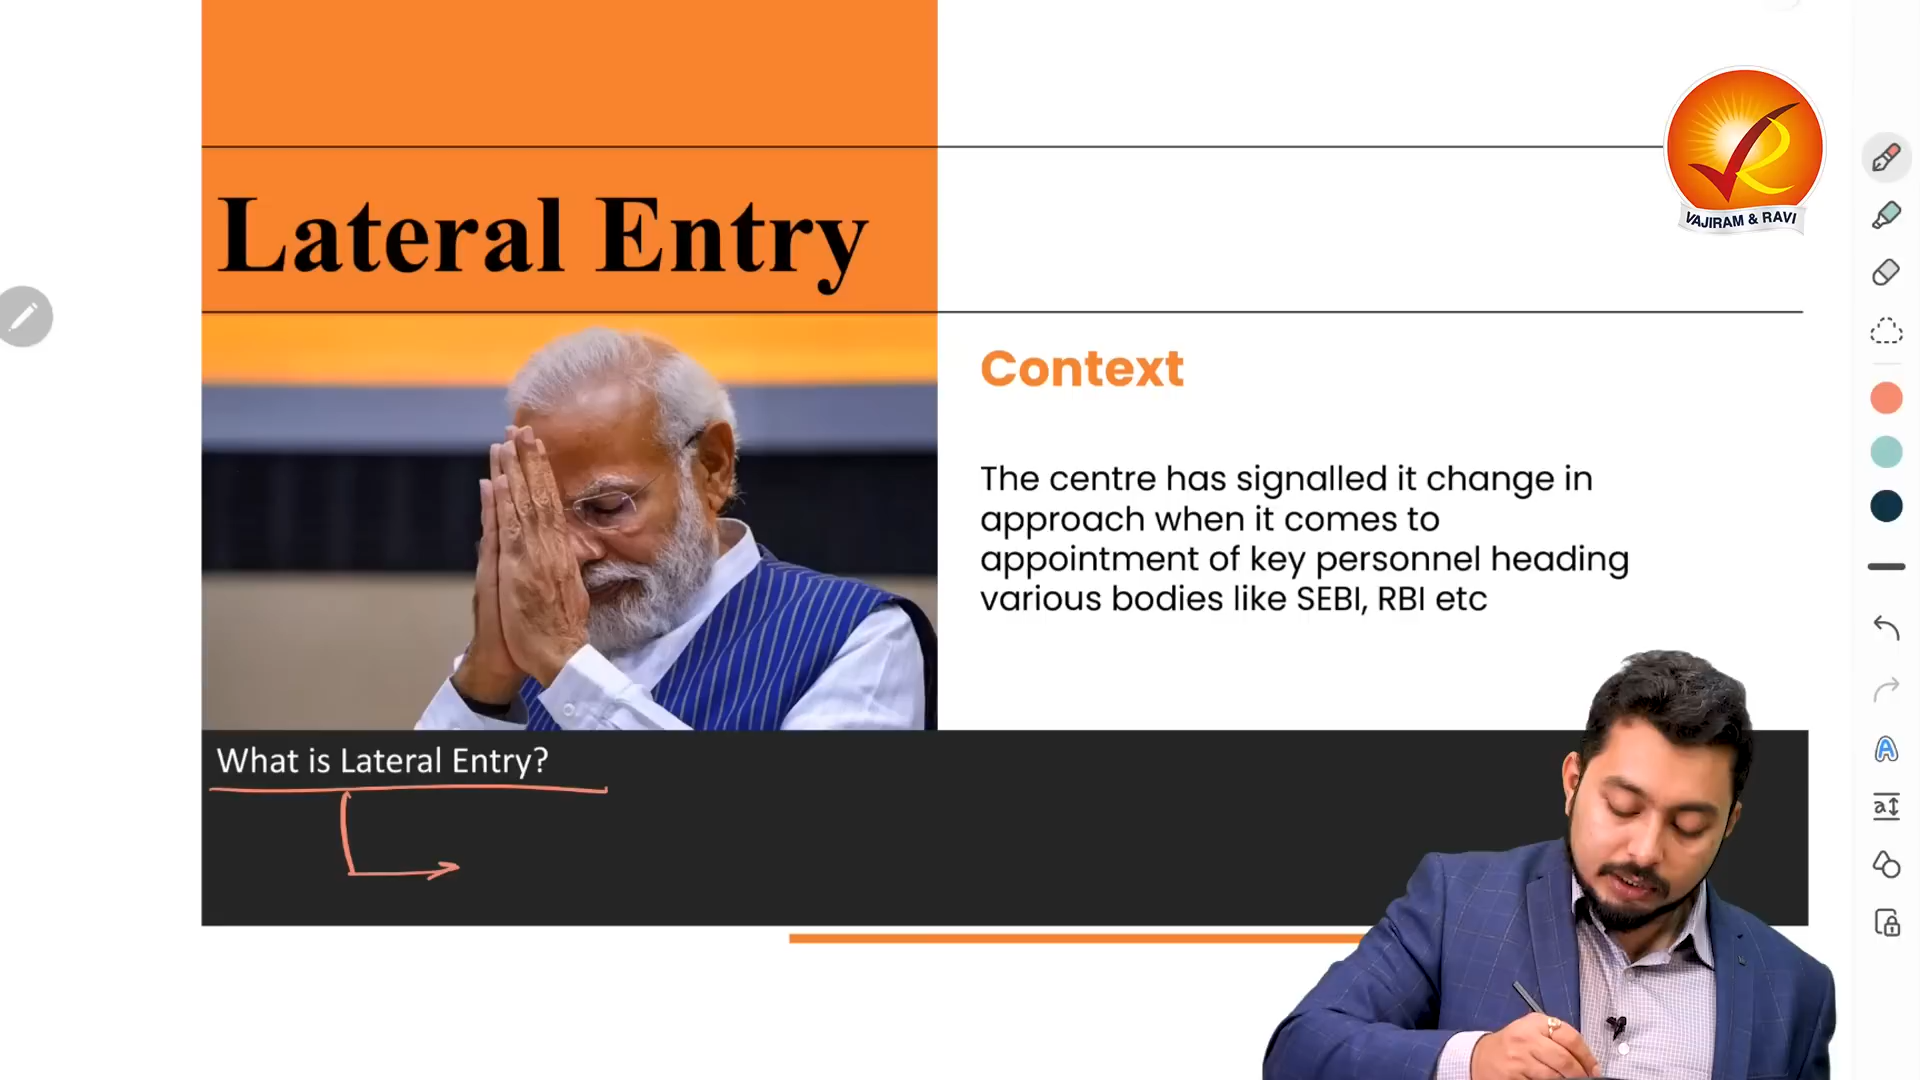 Lateral Entry
VAJIRAM & RAVI
Context
The centre has signalled it change in
approach when it comes to
appointment of key personnel heading
various bodies like SEBI, RBI etc
What is Lateral Entry?